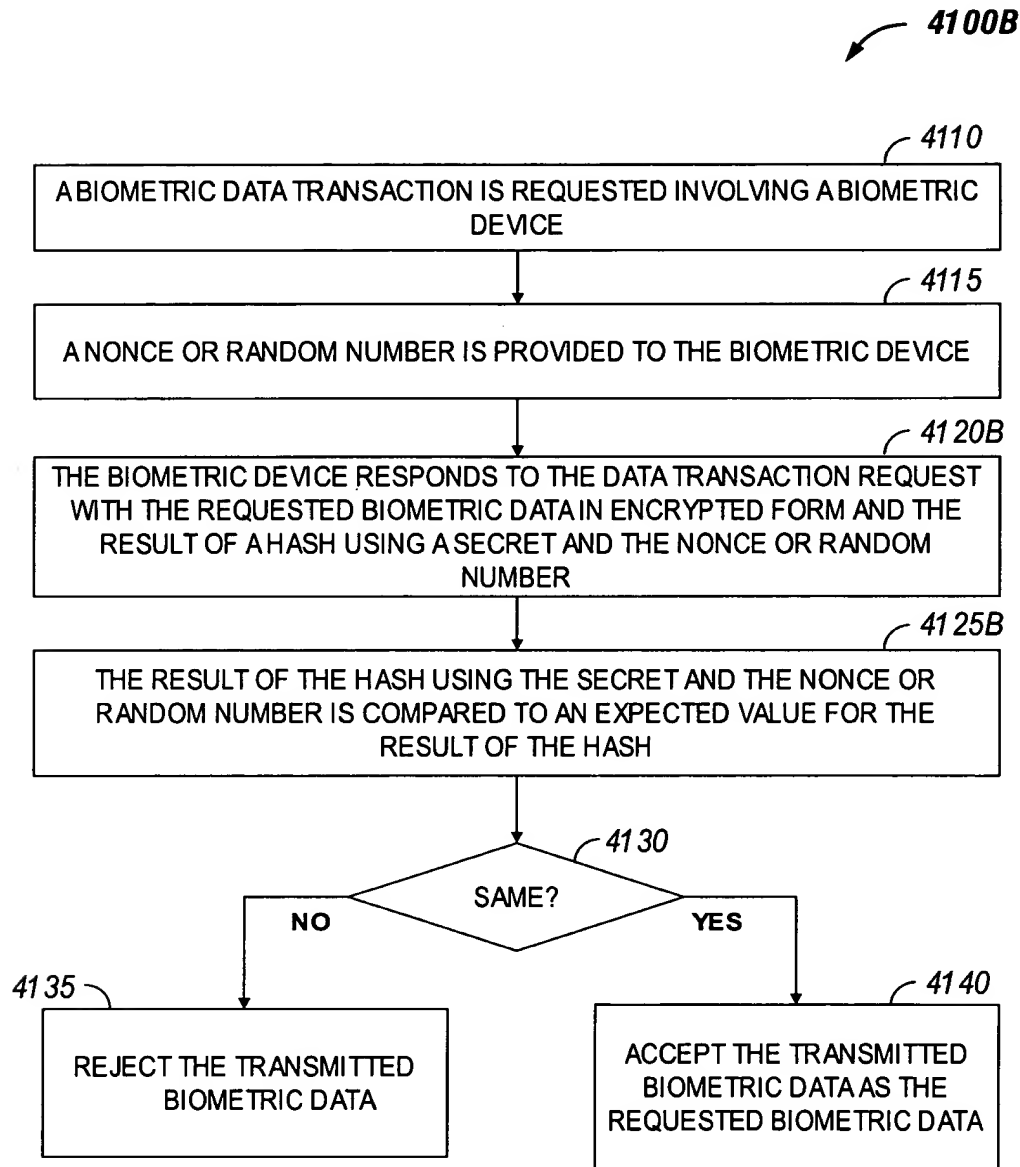 4100B
4110
A BIOMETRIC DATA TRANSACTION IS REQUESTED INVOLVING A BIOMETRIC
DEVICE
4115
A NONCE OR RANDOM NUMBER IS PROVIDED TO THE BIOMETRIC DEVICE
4120B
THE BIOMETRIC DEVICE RESPONDS TO THE DATA TRANSACTION REQUEST
WITH THE REQUESTED BIOMETRIC DATA IN ENCRYPTED FORM AND THE
RESULT OF A HASH USING A SECRET AND THE NONCE OR RANDOM
NUMBER
4125B
THE RESULT OF THE HASH USING THE SECRET AND THE NONCE OR
RANDOM NUMBER IS COMPARED TO AN EXPECTED VALUE FOR THE
RESULT OF THE HASH
4130
SAME?
NO
YES
4135
REJECT THE TRANSMITTED
BIOMETRIC DATA
4140
ACCEPT THE TRANSMITTED
BIOMETRIC DATA AS THE
REQUESTED BIOMETRIC DATA